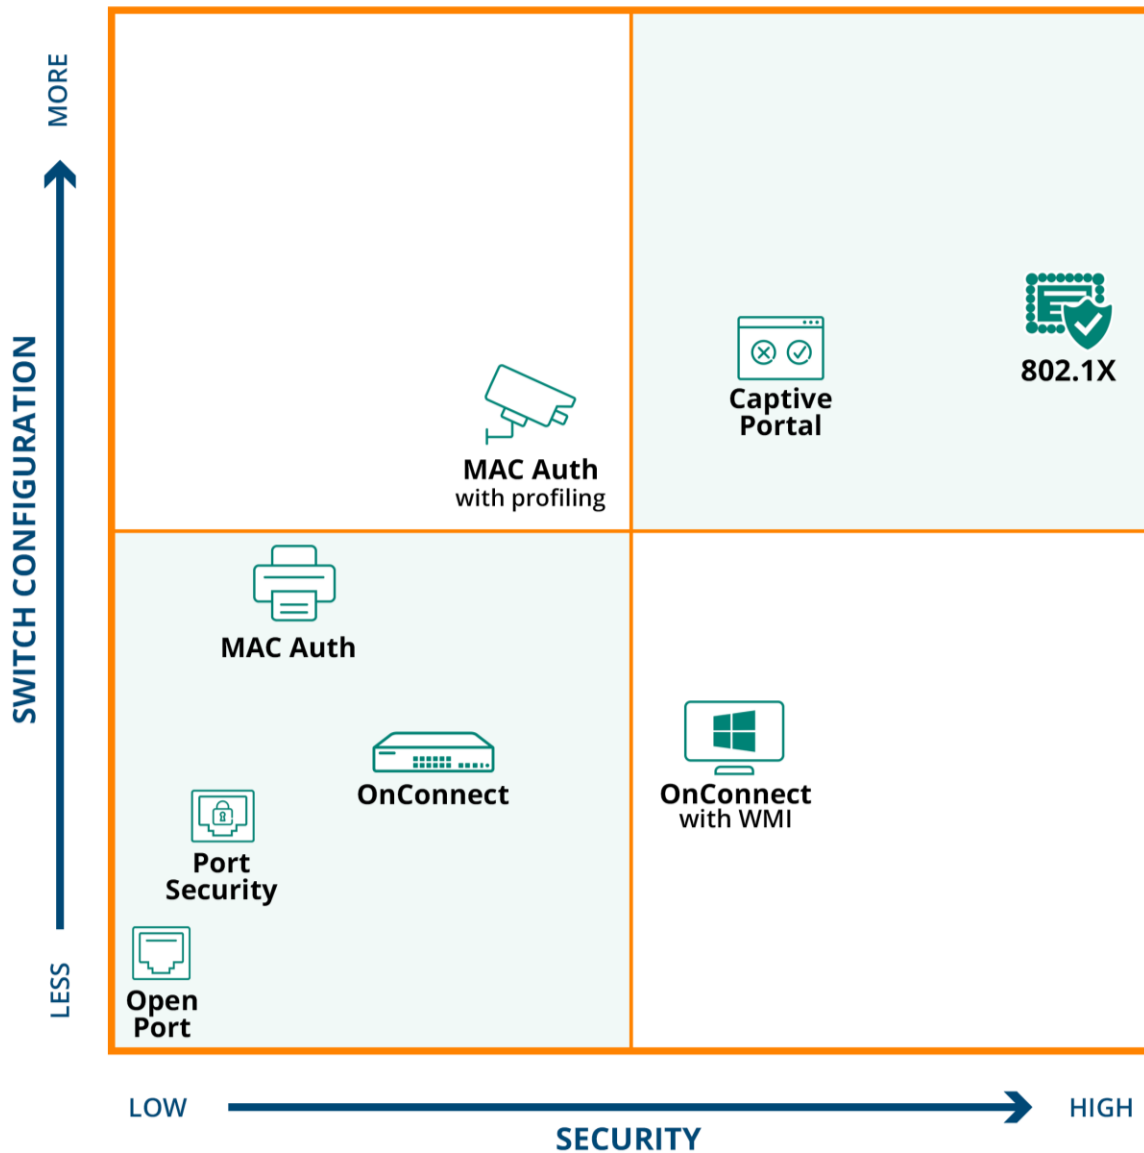 MORE
SWITCH CONFIGURATION
LESS
802.1X
Captive
Portal
MAC Auth
with profiling
MAC Auth
OnConnect
OnConnect
with WMI
Port
Security
Open
Port
LOW
HIGH
SECURITY